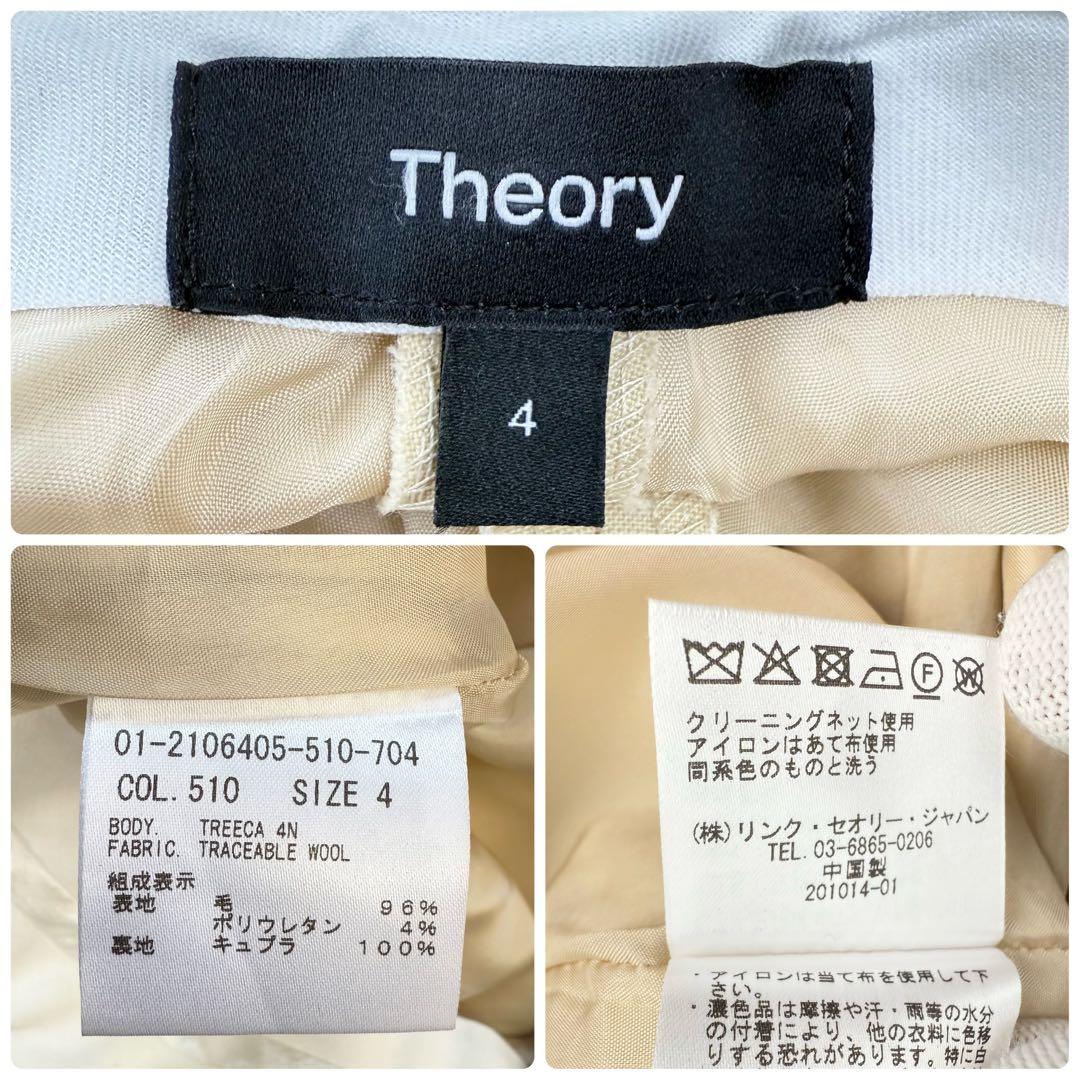 Theory
4
01-2106405-510-704
COL. 510 SIZE 4
BODY. TREECA 4N
FABRIC. TRACEABLE WOOL
組成表示
表地 毛 96%
ポリウレタン 4%
裏地 キュプラ 100%
F
W
クリーニングネット使用
アイロンはあて布使用
同系色のものと洗う
(株)リンク・セオリー・ジャパン
TEL. 03-6865-0206
中国製
201014-01
・アイロンは当て布を使用して下
さい。
・濃色品は摩擦や汗・雨等の水分
の付着により、他の衣料に色移
りする恐れがあります。特に白